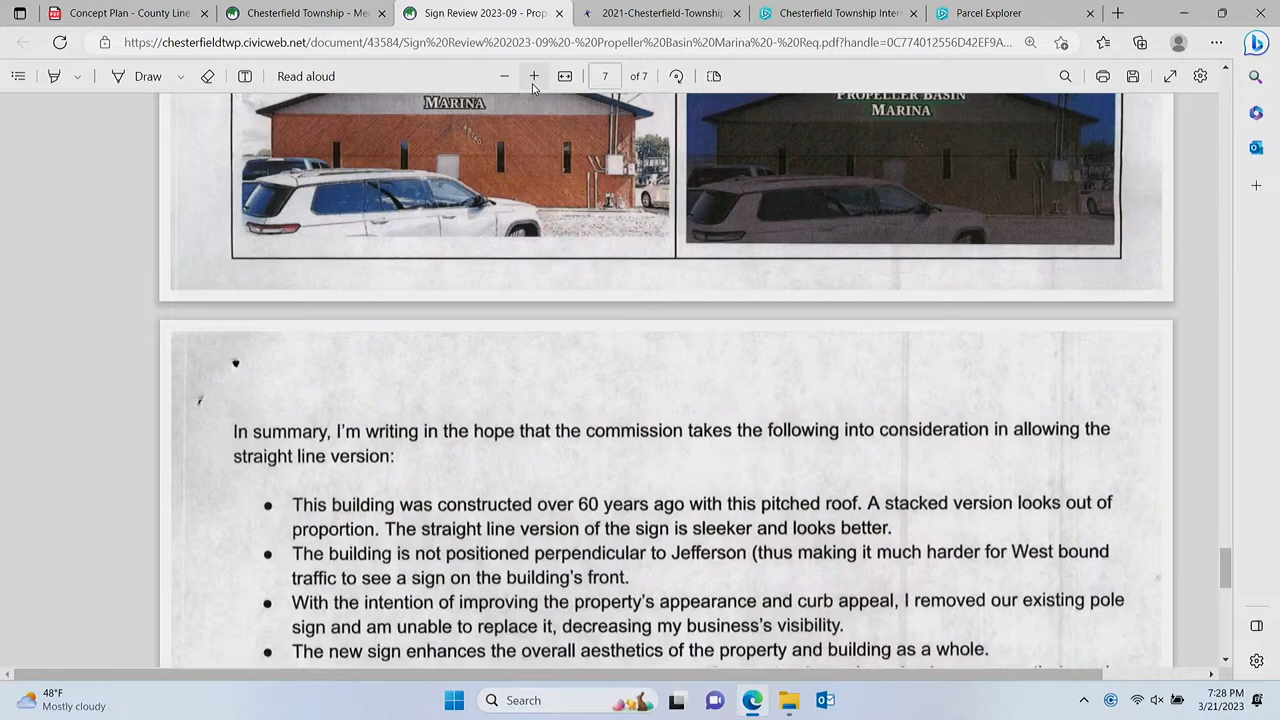 Concept Plan - County Line
Chesterfield Township - Me
Sign Review 2023-09 - Prop
2021-Chesterfield-Township
Chesterfield Township Inter
Parcel Explorer
https://chesterfieldtwp.civicweb.net/document/43584/Sign%20Review%202023-09%20-%20Propeller%20Basin%20Marina%20-%20Req.pdf?handle=0C774012556D42EF9A...
Draw
Read aloud
7 of 7
MARINA
PROPELLER BASIN
MARINA
In summary, I'm writing in the hope that the commission takes the following into consideration in allowing the
straight line version:
● This building was constructed over 60 years ago with this pitched roof. A stacked version looks out of
proportion. The straight line version of the sign is sleeker and looks better.
● The building is not positioned perpendicular to Jefferson (thus making it much harder for West bound
traffic to see a sign on the building's front.
● With the intention of improving the property's appearance and curb appeal, I removed our existing pole
sign and am unable to replace it, decreasing my business's visibility.
● The new sign enhances the overall aesthetics of the property and building as a whole.
48°F
Mostly cloudy
Search
7:28 PM
3/21/2023